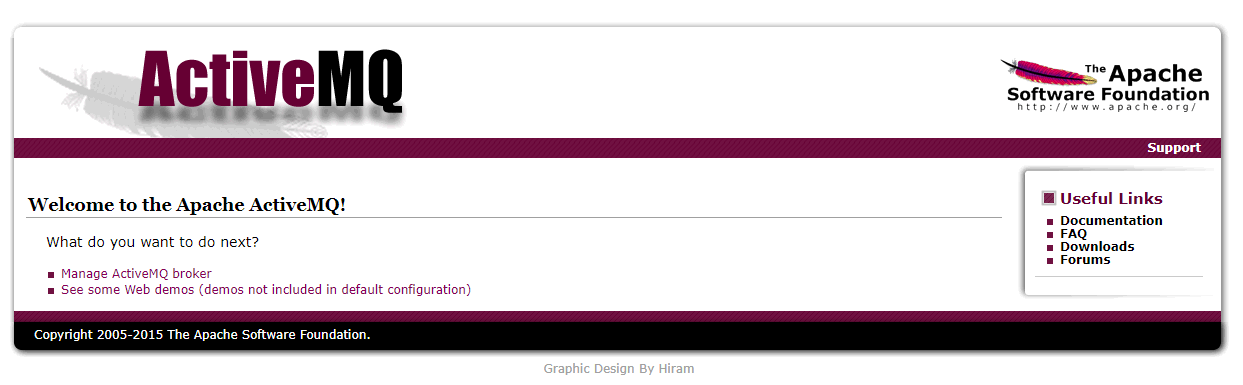 ActiveMQ
The Apache
Software Foundation
http://www.apache.org/
Support
Welcome to the Apache ActiveMQ!
What do you want to do next?
Manage ActiveMQ broker
See some Web demos (demos not included in default configuration)
Useful Links
Documentation
FAQ
Downloads
Forums
Copyright 2005-2015 The Apache Software Foundation.
Graphic Design By Hiram